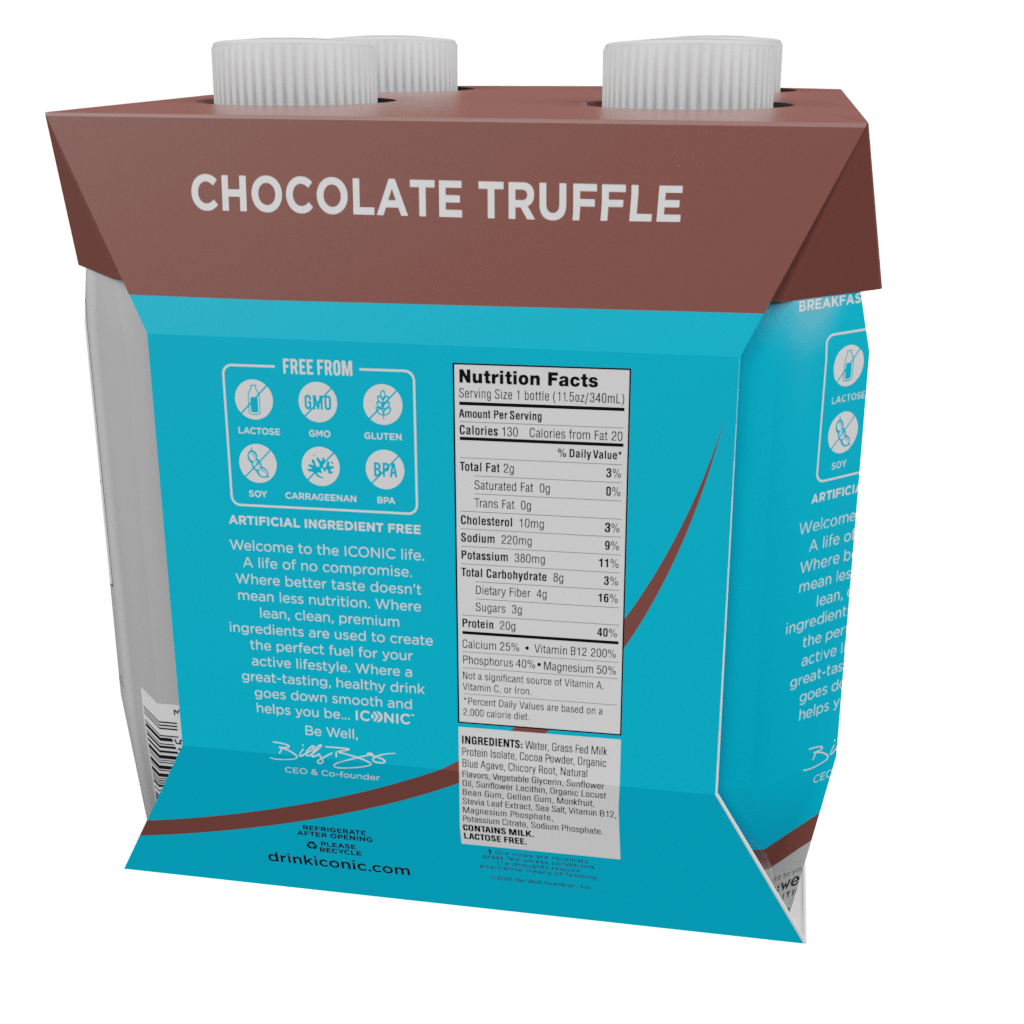 CHOCOLATE TRUFFLE
BREAKFAS
FREE FROM
LACTOSE
GMO
GMO
GLUTEN
SOY
CARRAGEENAN
BPA
BPA
ARTIFICIAL INGREDIENT FREE
Welcome to the ICONIC life.
A life of no compromise.
Where better taste doesn't
mean less nutrition. Where
lean, clean, premium
ingredients are used to create
the perfect fuel for your
active lifestyle. Where a
great-tasting, healthy drink
goes down smooth and
helps you be... ICONIC™
Be Well,
CEO & Co-founder
REFRIGERATE
AFTER OPENING
PLEASE
RECYCLE
drinkiconic.com
Nutrition Facts
Serving Size 1 bottle (11.5oz/340mL)
Amount Per Serving
Calories 130 Calories from Fat 20
% Daily Value*
Total Fat 2g 3%
Saturated Fat 0g 0%
Trans Fat 0g
Cholesterol 10mg 3%
Sodium 220mg 9%
Potassium 380mg 11%
Total Carbohydrate 8g 3%
Dietary Fiber 4g 16%
Sugars 3g
Protein 20g 40%
Calcium 25% • Vitamin B12 200%
Phosphorus 40% • Magnesium 50%
Not a significant source of Vitamin A,
Vitamin C, or Iron.
*Percent Daily Values are based on a
2,000 calorie diet.
INGREDIENTS: Water, Grass Fed Milk
Protein Isolate, Cocoa Powder, Organic
Blue Agave, Chicory Root, Natural
Flavors, Vegetable Glycerin, Sunflower
Oil, Sunflower Lecithin, Organic Locust
Bean Gum, Gellan Gum, Monkfruit,
Stevia Leaf Extract, Sea Salt, Vitamin B12,
Magnesium Phosphate,
Potassium Citrate, Sodium Phosphate.
CONTAINS MILK.
LACTOSE FREE.
LACTOSE
SOY
ARTIFICIA
Welcome
A life of
Where b
mean les
lean,
ingredient
the per
active li
great-tas
goes do
helps y
CEO